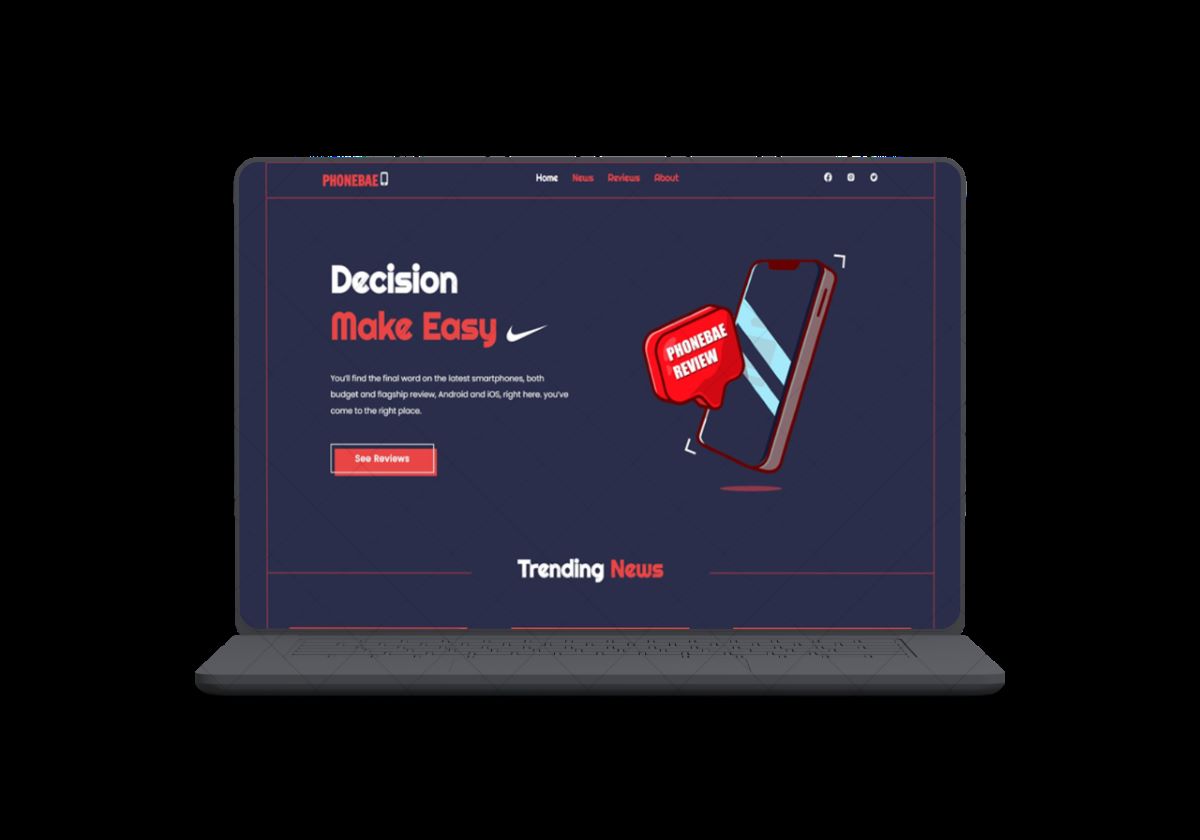 PHONEBAE
Home News Reviews About
Decision
Make Easy
You'll find the final word on the latest smartphones, both
budget and flagship review, Android and iOS, right here. you've
come to the right place.
See Reviews
PHONEBAE
REVIEW
Trending News